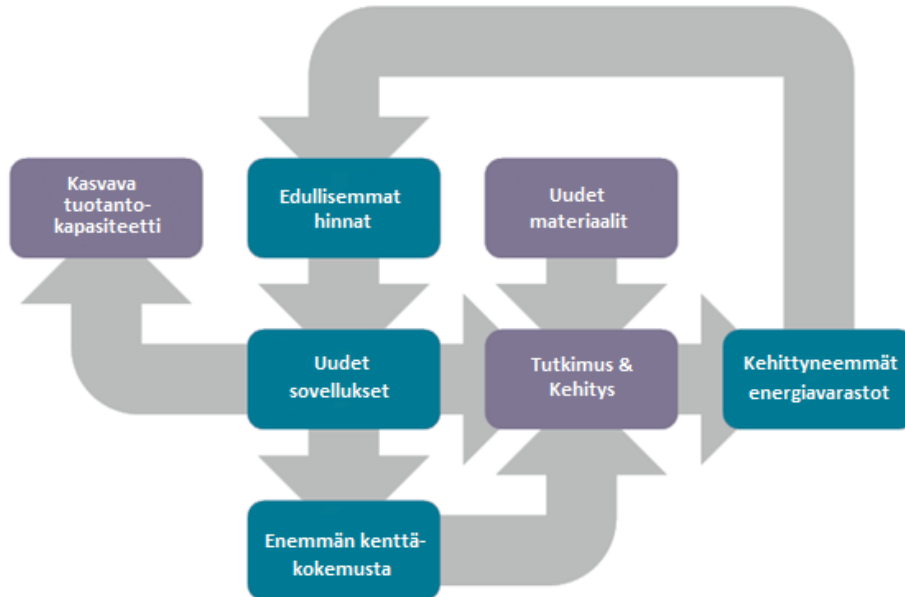 Kasvava
tuotanto-
kapasiteetti
Edullisemmat
hinnat
Uudet
materiaalit
Uudet
sovellukset
Tutkimus &
Kehitys
Kehittyneemmät
energiavarastot
Enemmän kenttä-
kokemusta